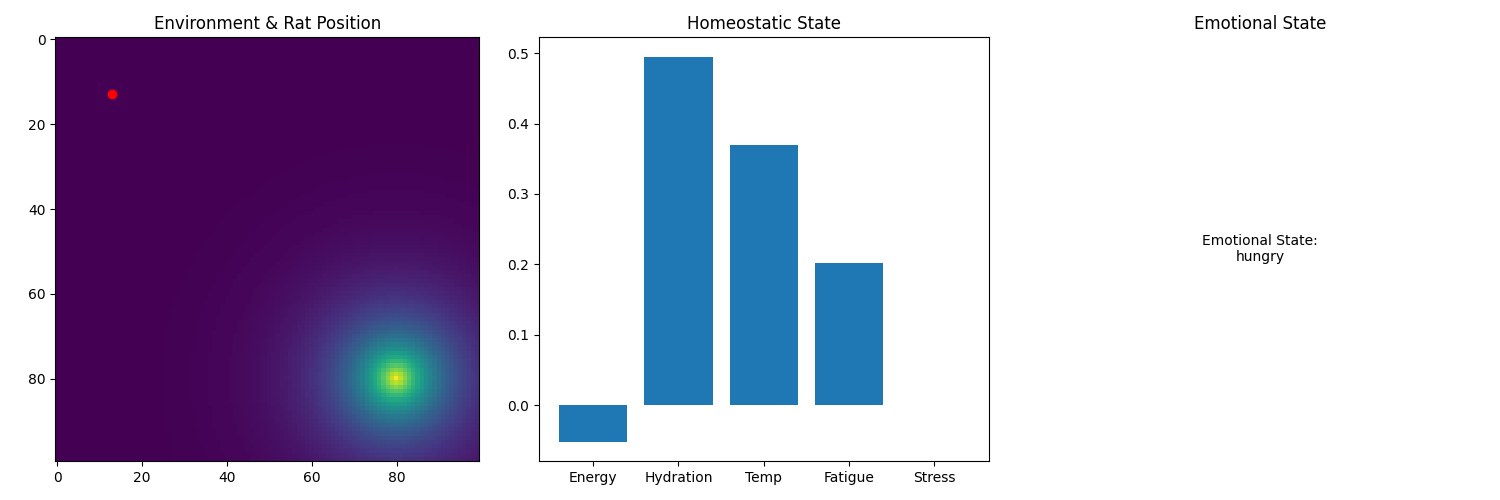 Environment & Rat Position
0
20
40
60
80
0 20 40 60 80
Homeostatic State
0.5
0.4
0.3
0.2
0.1
0.0
Energy Hydration Temp Fatigue Stress
Emotional State
Emotional State:
hungry